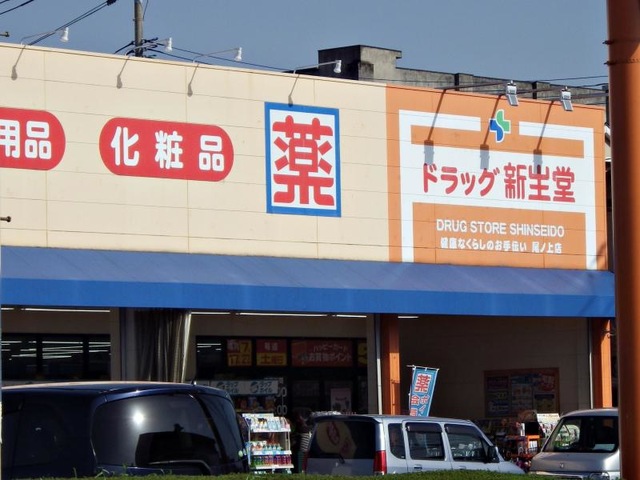 用品
化粧品
薬
ドラッグ新生堂
DRUG STORE SHINSEIDO
健康なくらしのお手伝い 尾ノ上店
薬